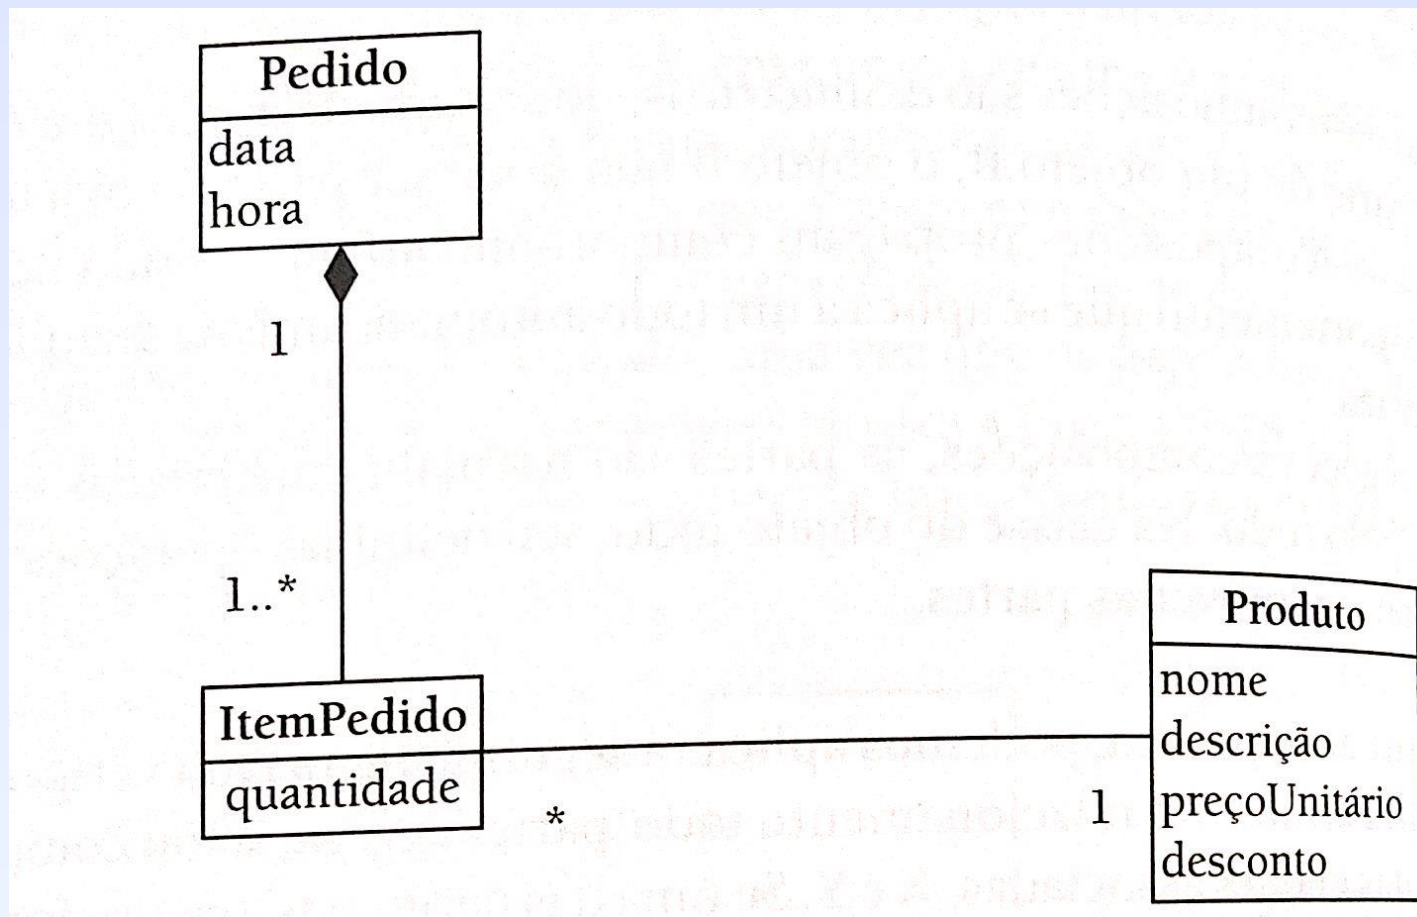 Pedido
data
hora
1
1..*
ItemPedido
quantidade
*
1
Produto
nome
descrição
preçoUnitário
desconto